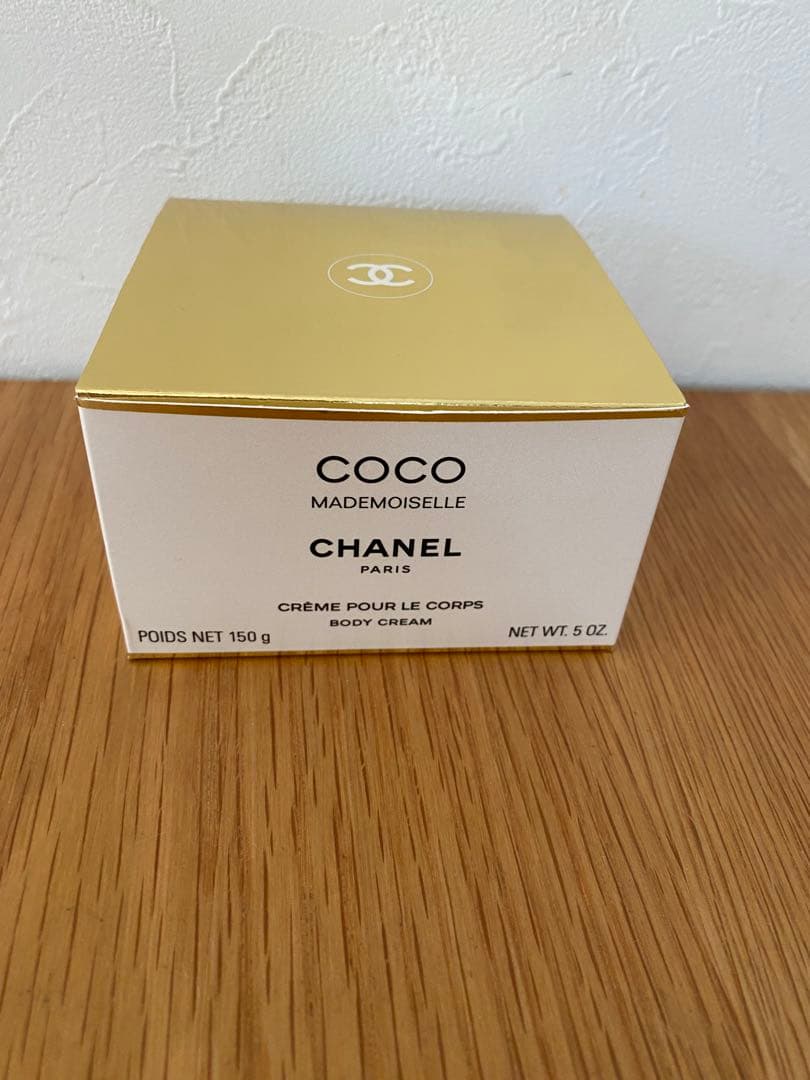 COCO
MADEMOISELLE
CHANEL
PARIS
CRÈME POUR LE CORPS
BODY CREAM
POIDS NET 150 g
NET WT. 5 OZ.